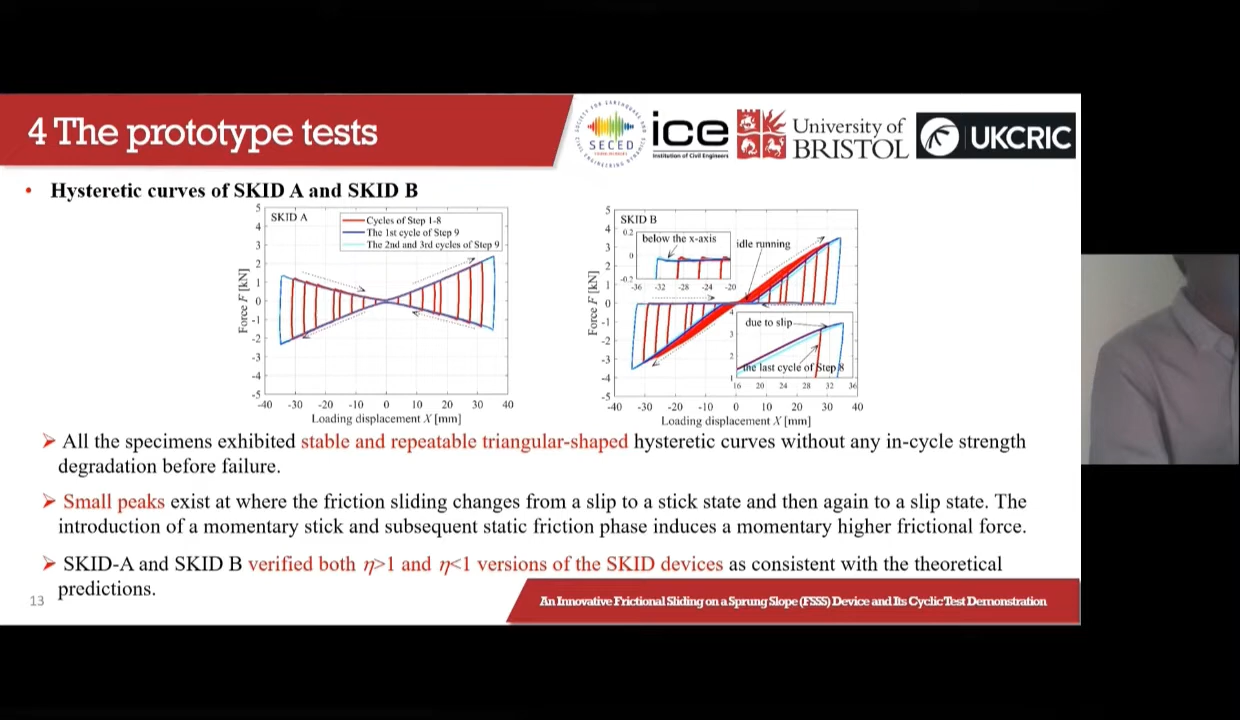 4 The prototype tests
SECED
ice
Institution of Civil Engineers
University of
BRISTOL
UKCRIC
• Hysteretic curves of SKID A and SKID B
SKID A
Cycles of Step 1-8
The 1st cycle of Step 9
The 2nd and 3rd cycles of Step 9
Force F [kN]
5
4
3
2
1
0
-1
-2
-3
-4
-5
-40 -30 -20 -10 0 10 20 30 40
Loading displacement X [mm]
SKID B
below the x-axis
idle running
0.2
0
-0.2
-36 -32 -28 -24 -20
due to slip
the last cycle of Step 8
4
3
2
1
16 20 24 28 32 36
Force F [kN]
5
4
3
2
1
0
-1
-2
-3
-4
-5
-40 -30 -20 -10 0 10 20 30 40
Loading displacement X [mm]
➢ All the specimens exhibited stable and repeatable triangular-shaped hysteretic curves without any in-cycle strength
degradation before failure.
➢ Small peaks exist at where the friction sliding changes from a slip to a stick state and then again to a slip state. The
introduction of a momentary stick and subsequent static friction phase induces a momentary higher frictional force.
➢ SKID-A and SKID B verified both η>1 and η<1 versions of the SKID devices as consistent with the theoretical
predictions.
13
An Innovative Frictional Sliding on a Sprung Slope (FSSS) Device and Its Cyclic Test Demonstration